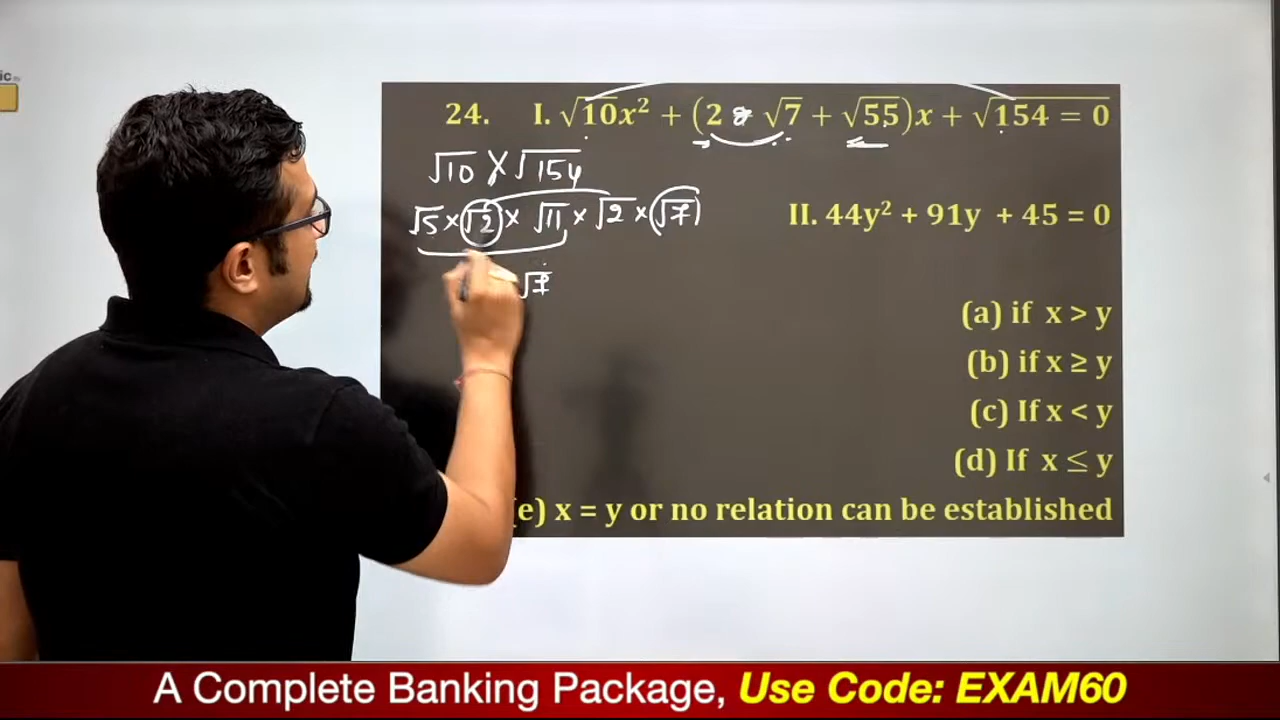 ic
24. I. √10x² + (2 √7 + √55)x + √154 = 0
√10 × √154
√5 × √2 × √11 × √2 × √7
II. 44y² + 91y + 45 = 0
√7
(a) if x > y
(b) if x ≥ y
(c) If x < y
(d) If x ≤ y
(e) x = y or no relation can be established
A Complete Banking Package, Use Code: EXAM60